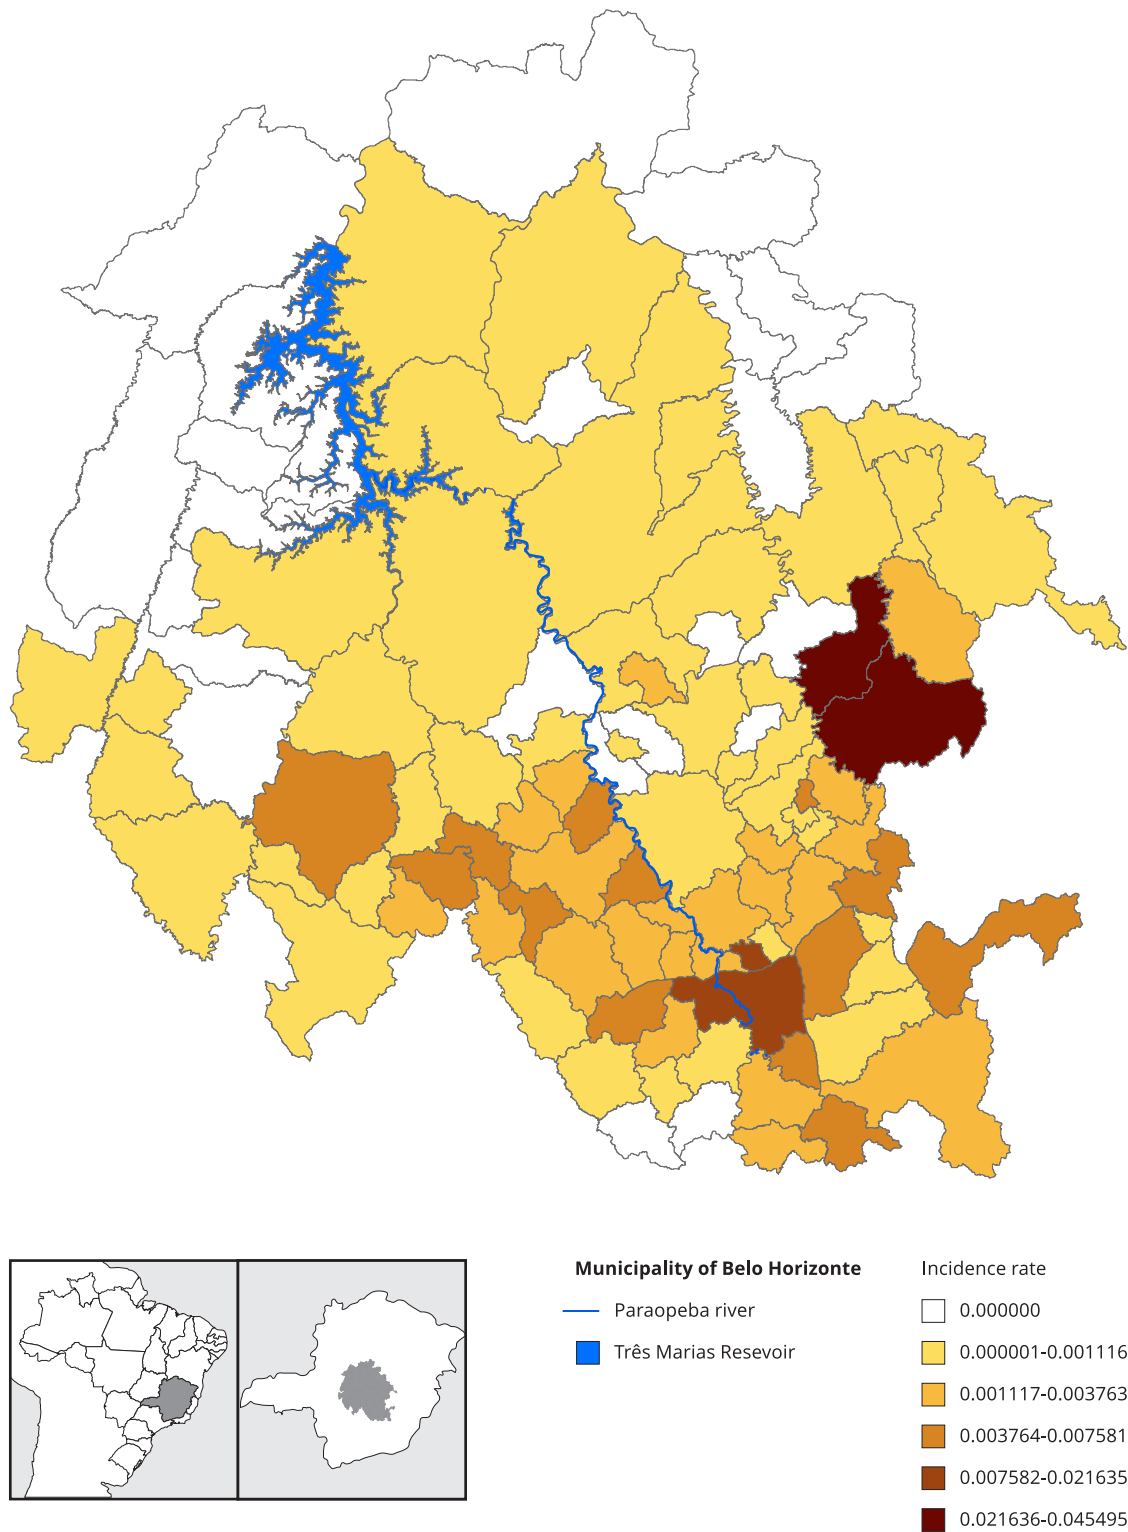 Municipality of Belo Horizonte
Paraopeba river
Três Marias Resevoir
Incidence rate
0.000000
0.000001-0.001116
0.001117-0.003763
0.003764-0.007581
0.007582-0.021635
0.021636-0.045495